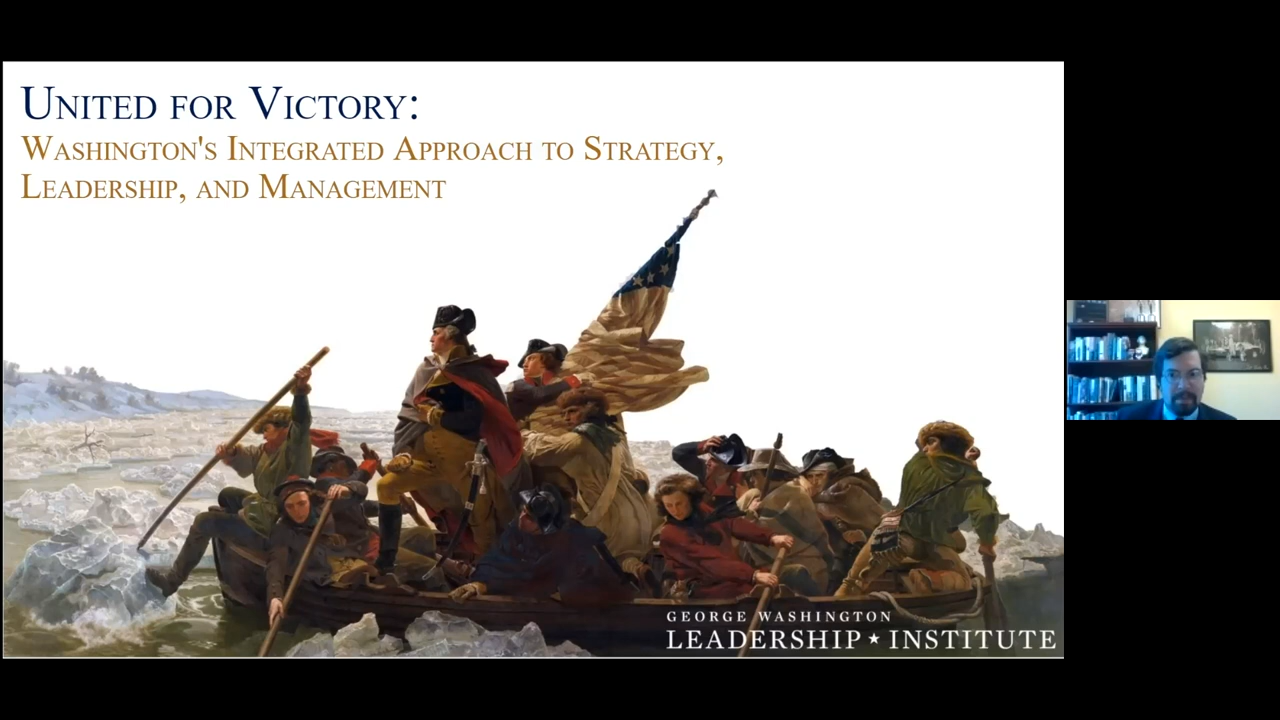 United for Victory:
Washington's Integrated Approach to Strategy,
Leadership, and Management
GEORGE WASHINGTON
LEADERSHIP ★ INSTITUTE